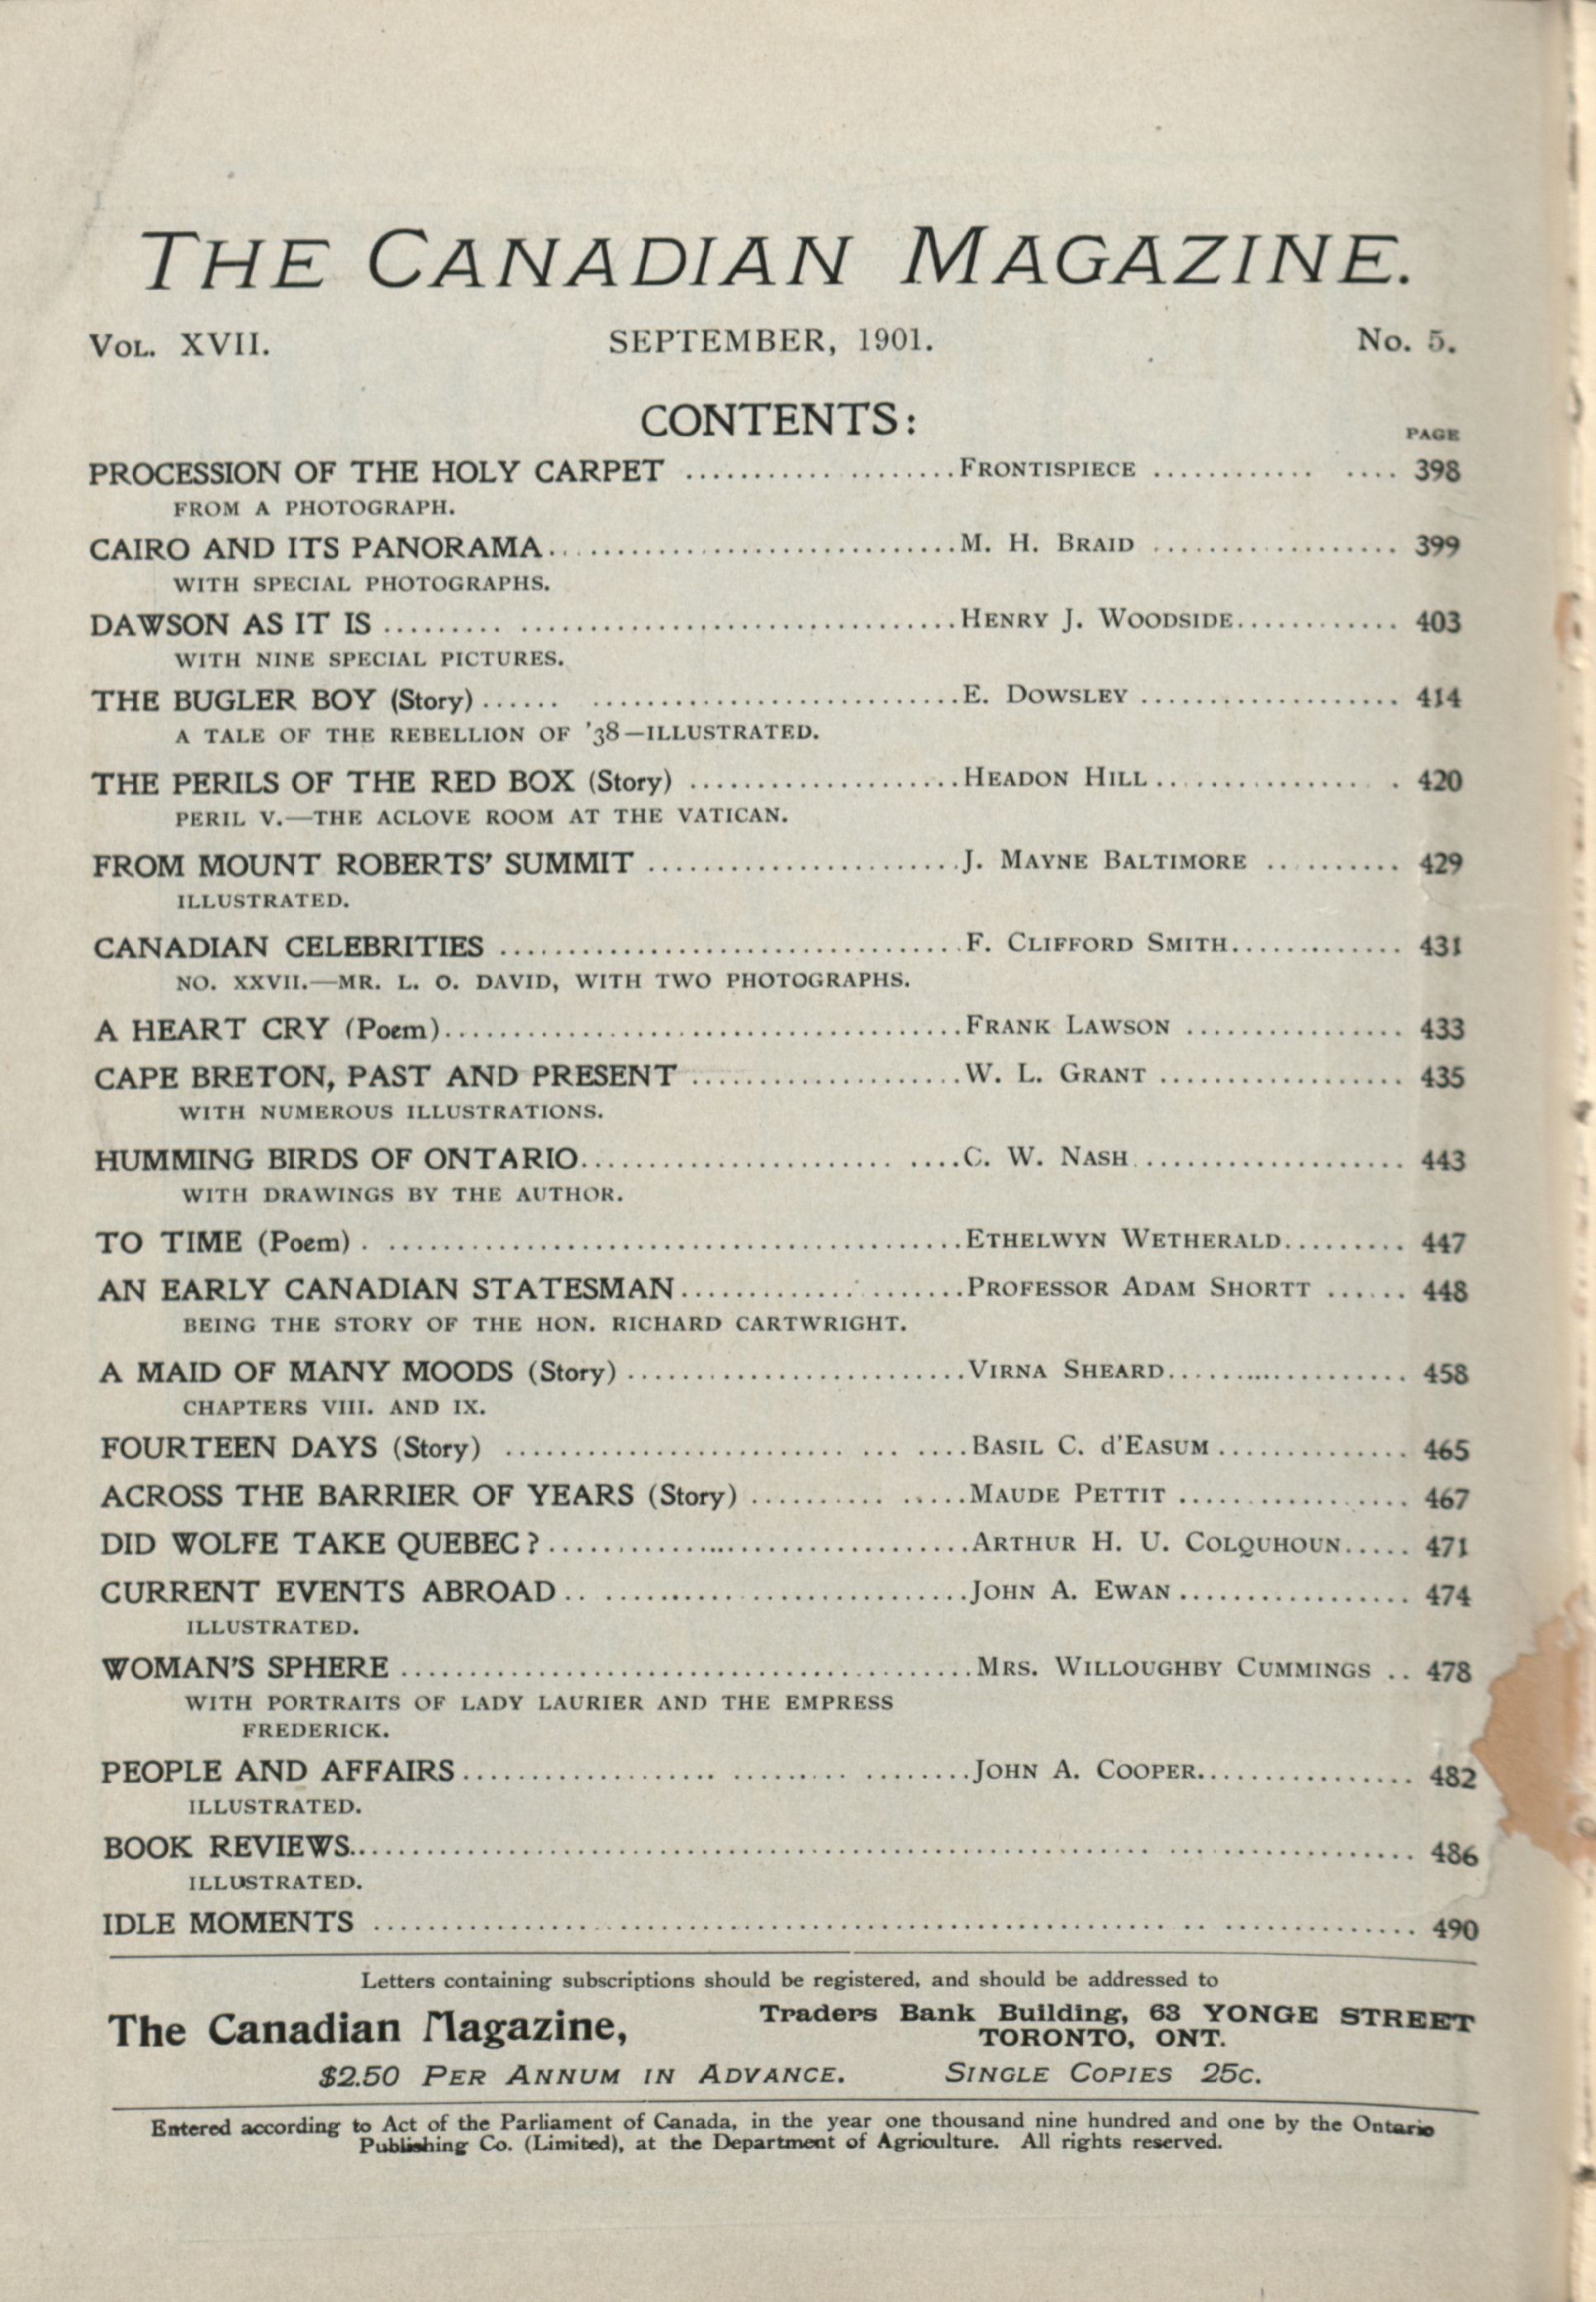 THE CANADIAN MAGAZINE.
VOL. XVII. SEPTEMBER, 1901. No. 5.
CONTENTS:
PAGE
PROCESSION OF THE HOLY CARPET .................... FRONTISPIECE ................ 398
FROM A PHOTOGRAPH.
CAIRO AND ITS PANORAMA.............................. M. H. BRAID .................. 399
WITH SPECIAL PHOTOGRAPHS.
DAWSON AS IT IS .......................................... HENRY J. WOODSIDE............ 403
WITH NINE SPECIAL PICTURES.
THE BUGLER BOY (Story) .................................. E. DOWSLEY ................... 414
A TALE OF THE REBELLION OF '38—ILLUSTRATED.
THE PERILS OF THE RED BOX (Story) .................... HEADON HILL ................. 420
PERIL V.—THE ACLOVE ROOM AT THE VATICAN.
FROM MOUNT ROBERTS' SUMMIT ....................... J. MAYNE BALTIMORE .......... 429
ILLUSTRATED.
CANADIAN CELEBRITIES .................................. F. CLIFFORD SMITH............. 431
NO. XXVII.—MR. L. O. DAVID, WITH TWO PHOTOGRAPHS.
A HEART CRY (Poem)...................................... FRANK LAWSON ................ 433
CAPE BRETON, PAST AND PRESENT .................... W. L. GRANT .................. 435
WITH NUMEROUS ILLUSTRATIONS.
HUMMING BIRDS OF ONTARIO........................... C. W. NASH .................... 443
WITH DRAWINGS BY THE AUTHOR.
TO TIME (Poem) ........................................... ETHELWYN WETHERALD......... 447
AN EARLY CANADIAN STATESMAN..................... PROFESSOR ADAM SHORTT ...... 448
BEING THE STORY OF THE HON. RICHARD CARTWRIGHT.
A MAID OF MANY MOODS (Story) ......................... VIRNA SHEARD.................. 458
CHAPTERS VIII. AND IX.
FOURTEEN DAYS (Story) ................................ BASIL C. d'EASUM .............. 465
ACROSS THE BARRIER OF YEARS (Story) ............... MAUDE PETTIT ................. 467
DID WOLFE TAKE QUEBEC? ............................... ARTHUR H. U. COLQUHOUN..... 471
CURRENT EVENTS ABROAD ............................. JOHN A. EWAN ................. 474
ILLUSTRATED.
WOMAN'S SPHERE .......................................... MRS. WILLOUGHBY CUMMINGS .. 478
WITH PORTRAITS OF LADY LAURIER AND THE EMPRESS
FREDERICK.
PEOPLE AND AFFAIRS.................................... JOHN A. COOPER................ 482
ILLUSTRATED.
BOOK REVIEWS.............................................................................. 486
ILLUSTRATED.
IDLE MOMENTS ............................................................................. 490
Letters containing subscriptions should be registered, and should be addressed to
The Canadian Magazine, Traders Bank Building, 63 YONGE STREET
TORONTO, ONT.
$2.50 PER ANNUM IN ADVANCE. SINGLE COPIES 25C.
Entered according to Act of the Parliament of Canada, in the year one thousand nine hundred and one by the Ontario
Publishing Co. (Limited), at the Department of Agriculture. All rights reserved.